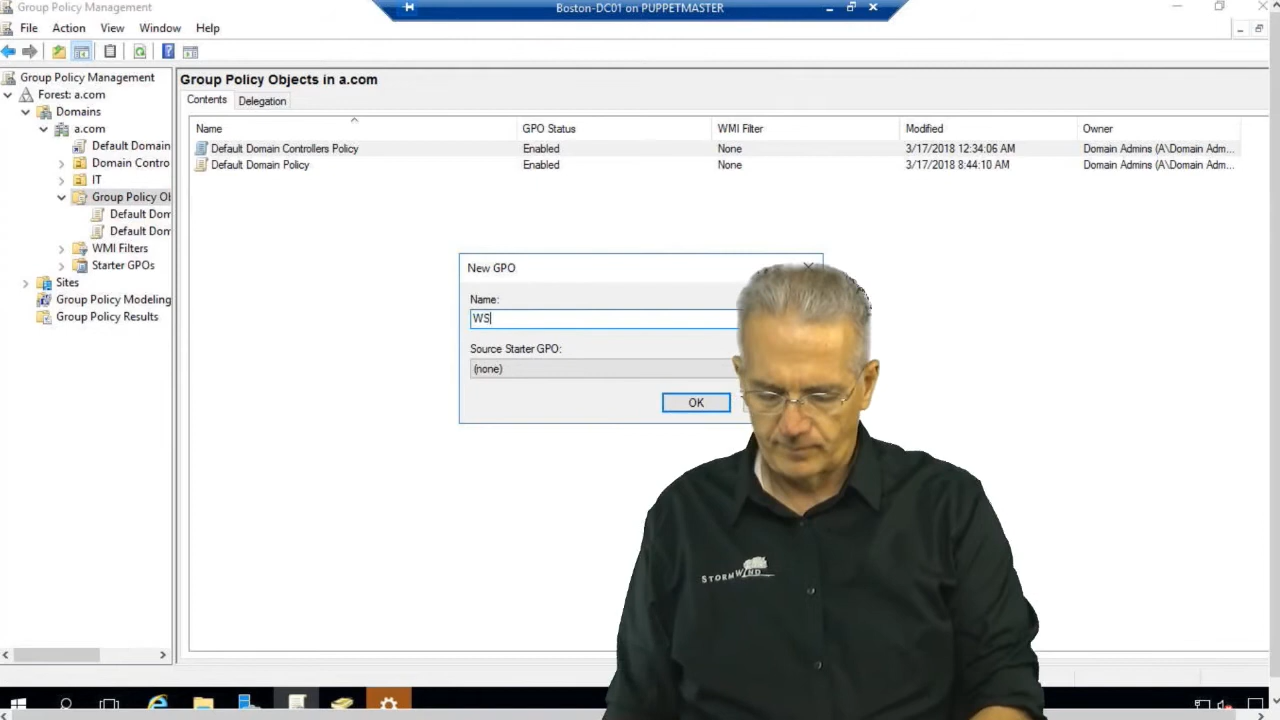 Group Policy Management
Boston-DC01 on PUPPETMASTER
File Action View Window Help
Group Policy Management
Forest: a.com
Domains
a.com
Default Domain
Domain Contro
IT
Group Policy Ob
Default Dom
Default Dom
WMI Filters
Starter GPOs
Sites
Group Policy Modeling
Group Policy Results
Group Policy Objects in a.com
Contents Delegation
Name GPO Status WMI Filter Modified Owner
Default Domain Controllers Policy Enabled None 3/17/2018 12:34:06 AM Domain Admins (A\Domain Adm...
Default Domain Policy Enabled None 3/17/2018 8:44:10 AM Domain Admins (A\Domain Adm...
New GPO
Name:
WS
Source Starter GPO:
(none)
OK
STORMWIND